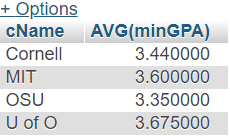 + Options
cName AVG(minGPA)
Cornell 3.440000
MIT 3.600000
OSU 3.350000
U of O 3.675000